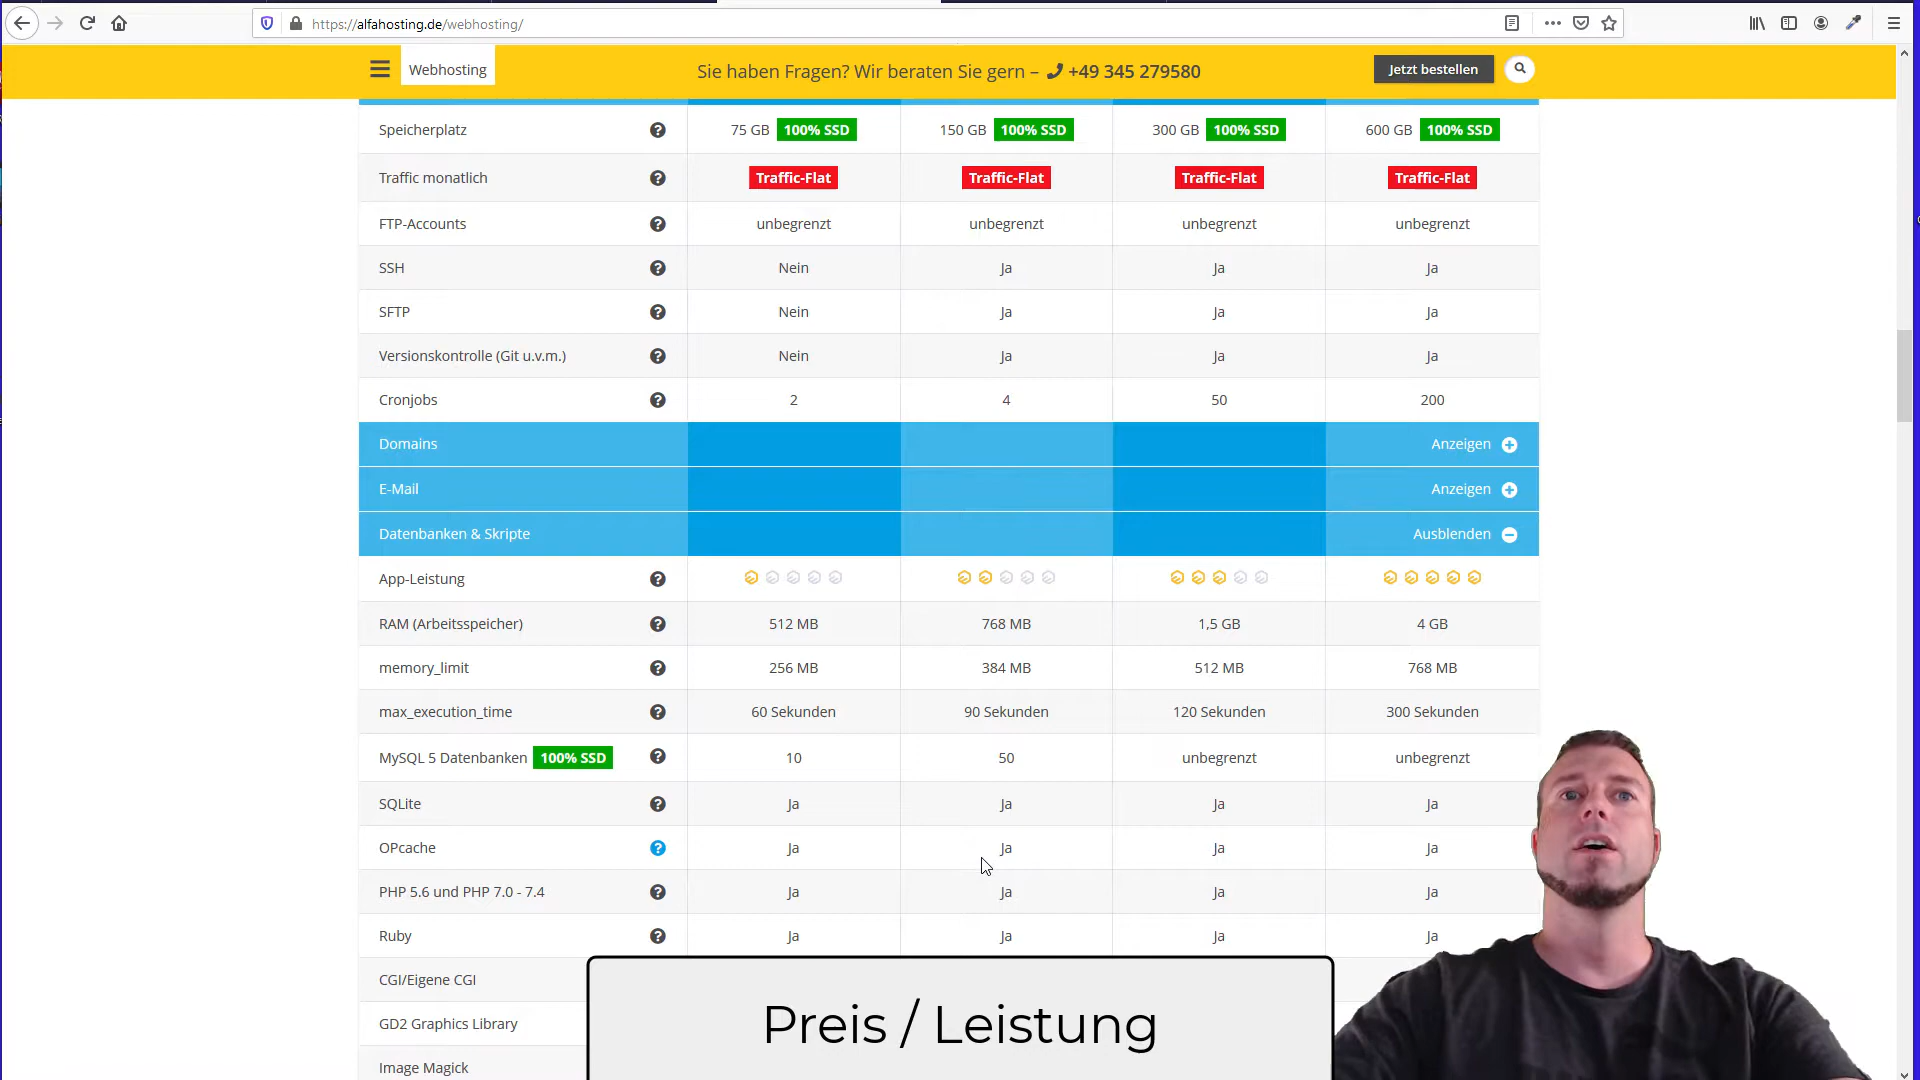 https://alfahosting.de/webhosting/
Webhosting
Sie haben Fragen? Wir beraten Sie gern – +49 345 279580
Jetzt bestellen
Speicherplatz ? 75 GB 100% SSD 150 GB 100% SSD 300 GB 100% SSD 600 GB 100% SSD
Traffic monatlich ? Traffic-Flat Traffic-Flat Traffic-Flat Traffic-Flat
FTP-Accounts ? unbegrenzt unbegrenzt unbegrenzt unbegrenzt
SSH ? Nein Ja Ja Ja
SFTP ? Nein Ja Ja Ja
Versionskontrolle (Git u.v.m.) ? Nein Ja Ja Ja
Cronjobs ? 2 4 50 200
Domains Anzeigen
E-Mail Anzeigen
Datenbanken & Skripte Ausblenden
App-Leistung ?
RAM (Arbeitsspeicher) ? 512 MB 768 MB 1,5 GB 4 GB
memory_limit ? 256 MB 384 MB 512 MB 768 MB
max_execution_time ? 60 Sekunden 90 Sekunden 120 Sekunden 300 Sekunden
MySQL 5 Datenbanken 100% SSD ? 10 50 unbegrenzt unbegrenzt
SQLite ? Ja Ja Ja Ja
OPcache ? Ja Ja Ja Ja
PHP 5.6 und PHP 7.0 - 7.4 ? Ja Ja Ja Ja
Ruby ? Ja Ja Ja Ja
CGI/Eigene CGI
GD2 Graphics Library
Image Magick
Preis / Leistung